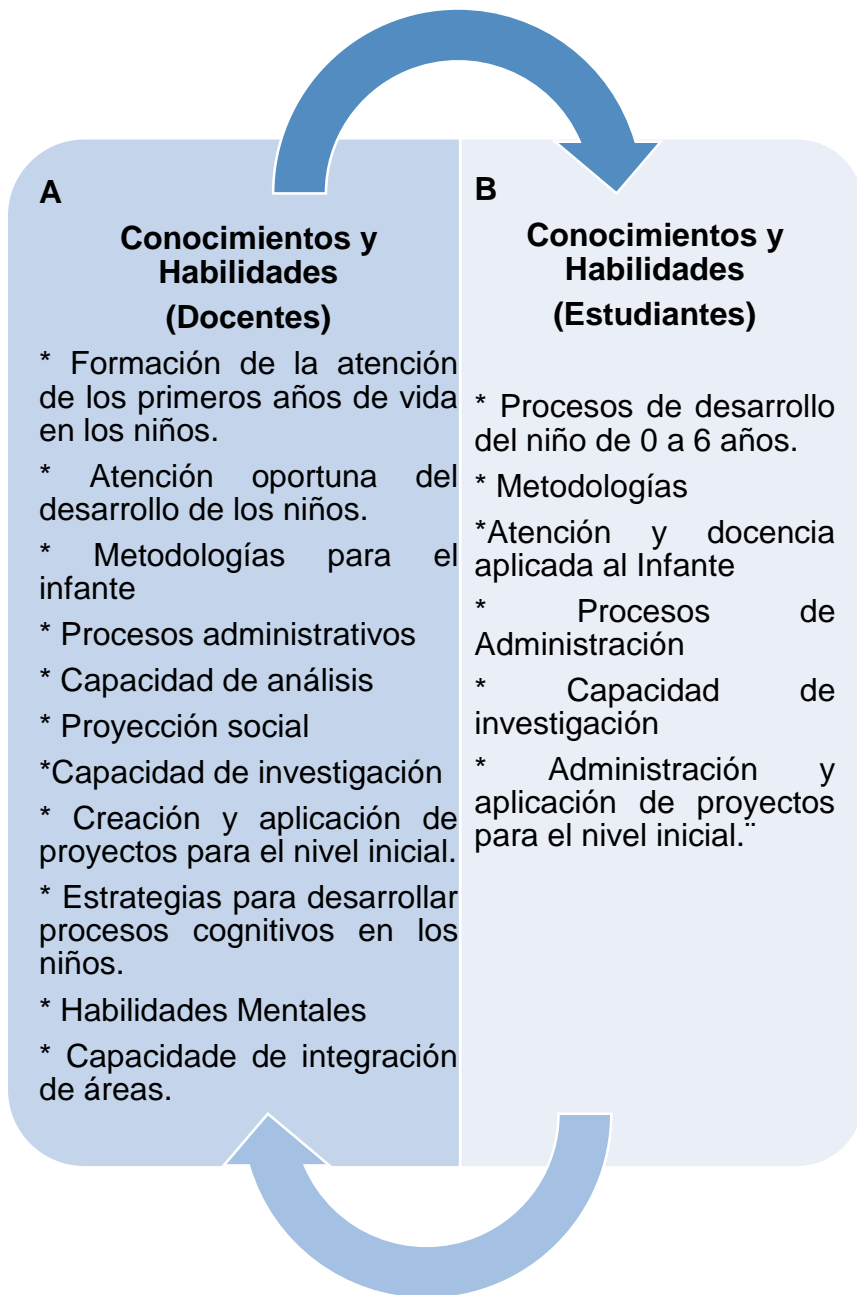 A
Conocimientos y
Habilidades
(Docentes)
* Formación de la atención
de los primeros años de vida
en los niños.
* Atención oportuna del
desarrollo de los niños.
* Metodologías para el
infante
* Procesos administrativos
* Capacidad de análisis
* Proyección social
*Capacidad de investigación
* Creación y aplicación de
proyectos para el nivel inicial.
* Estrategias para desarrollar
procesos cognitivos en los
niños.
* Habilidades Mentales
* Capacidade de integración
de áreas.
B
Conocimientos y
Habilidades
(Estudiantes)
* Procesos de desarrollo
del niño de 0 a 6 años.
* Metodologías
*Atención y docencia
aplicada al Infante
* Procesos de
Administración
* Capacidad de
investigación
* Administración y
aplicación de proyectos
para el nivel inicial.¨